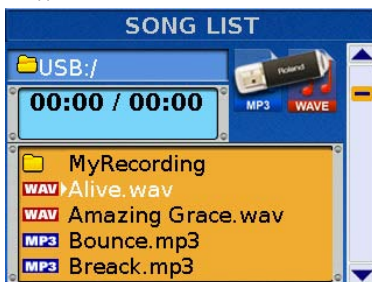 SONG LIST
USB:/
Roland
00:00 / 00:00
MP3 WAVE
MyRecording
WAV Alive.wav
WAV Amazing Grace.wav
MP3 Bounce.mp3
MP3 Breack.mp3